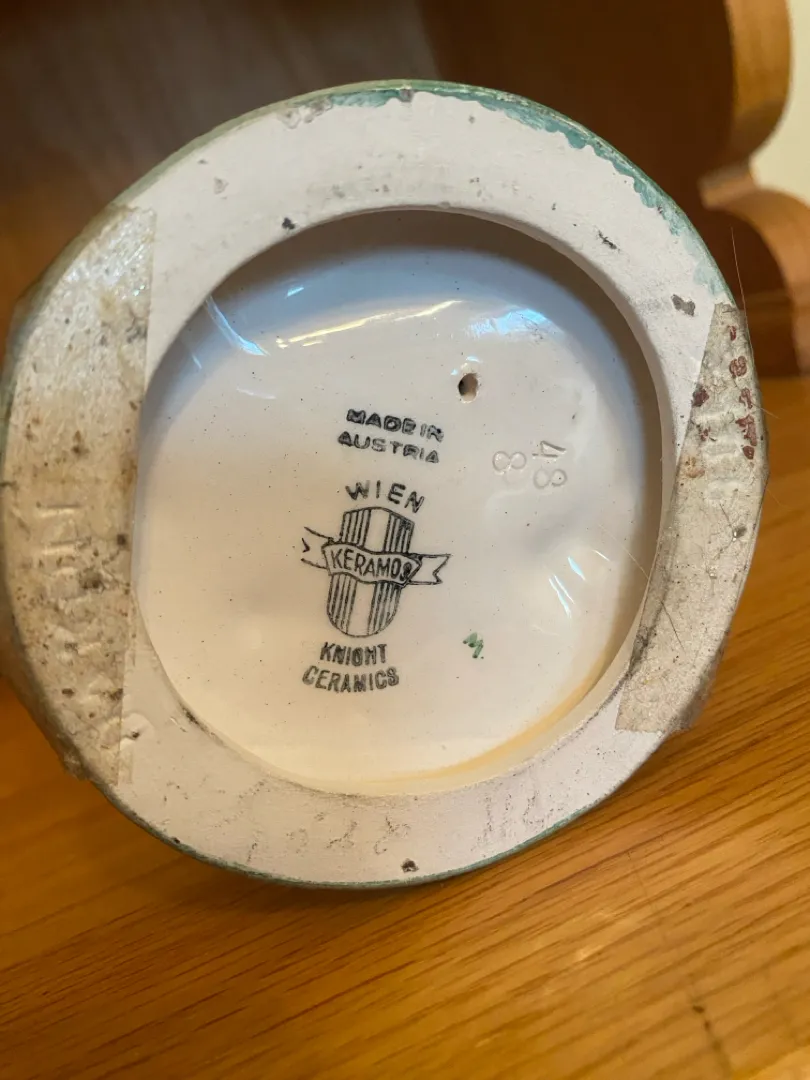 MADE IN
AUSTRIA
WIEN
KERAMOS
KNIGHT
CERAMICS
48
8
M.